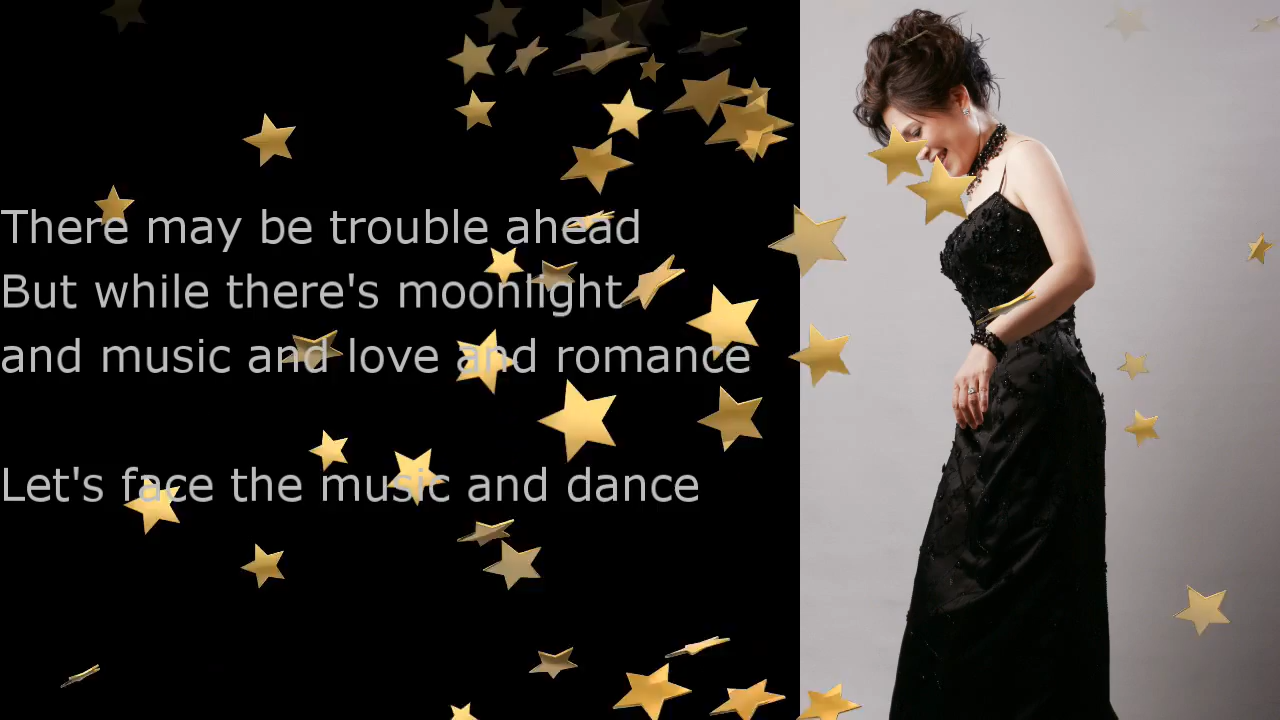 There may be trouble ahead
But while there's moonlight
and music and love and romance
Let's face the music and dance